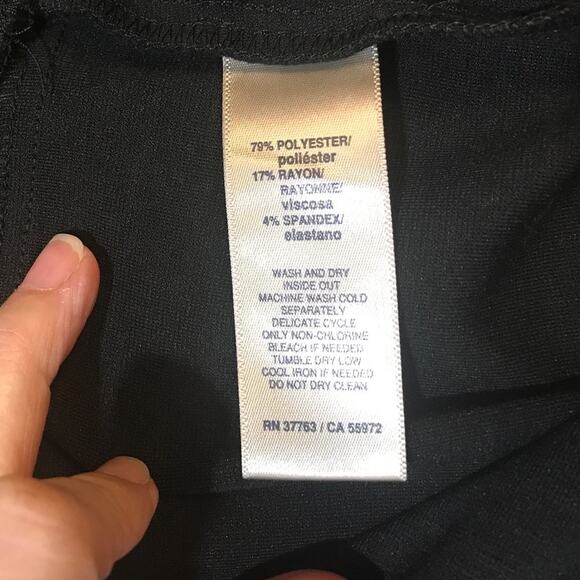 79% POLYESTER/
poliéster
17% RAYON/
RAYONNE/
viscosa
4% SPANDEX/
elastano
WASH AND DRY
INSIDE OUT
MACHINE WASH COLD
SEPARATELY
DELICATE CYCLE
ONLY NON-CHLORINE
BLEACH IF NEEDED
TUMBLE DRY LOW
COOL IRON IF NEEDED
DO NOT DRY CLEAN
RN 37763 / CA 55972